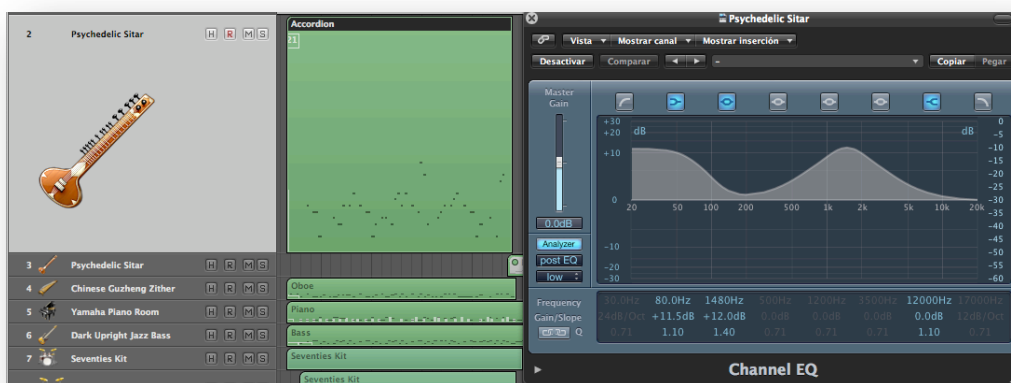 2 Psychedelic Sitar H R M S
Accordion
21
3 Psychedelic Sitar H R M S
4 Chinese Guzheng Zither H R M S
Oboe
5 Yamaha Piano Room H R M S
Piano
6 Dark Upright Jazz Bass H R M S
Bass
7 Seventies Kit H R M S
Seventies Kit
Seventies Kit
Psychedelic Sitar
Vista Mostrar canal Mostrar inserción
Desactivar Comparar - Copiar Pegar
Master
Gain
0.0dB
Analyzer
post EQ
low
+30
+20 dB
+10
0
-10
-20
-30
20 50 100 200 500 1k 2k 5k 10k 20k
dB 0
-5
-10
-15
-20
-25
-30
-35
-40
-45
-50
-55
-60
Frequency 30.0Hz 80.0Hz 1480Hz 500Hz 1200Hz 3500Hz 12000Hz 17000Hz
Gain/Slope 24dB/Oct +11.5dB +12.0dB 0.0dB 0.0dB 0.0dB 0.0dB 12dB/Oct
Q 0.71 1.10 1.40 0.71 0.71 0.71 1.10 0.71
Channel EQ